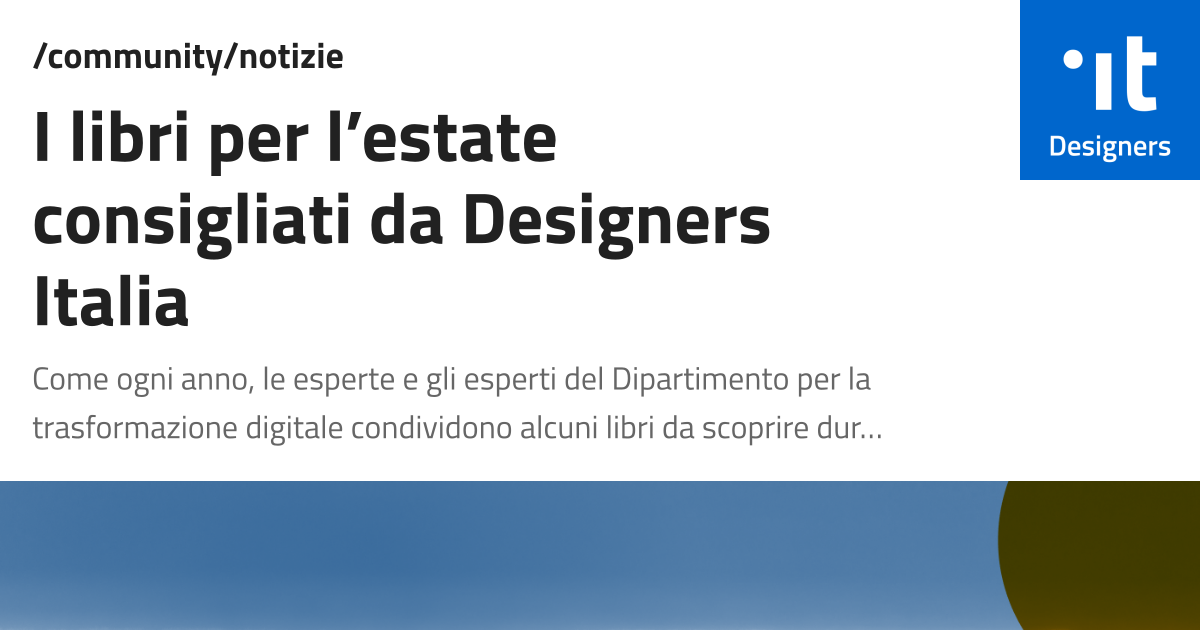 /community/notizie
I libri per l’estate
consigliati da Designers
Italia
Come ogni anno, le esperte e gli esperti del Dipartimento per la
trasformazione digitale condividono alcuni libri da scoprire dur...
it
Designers